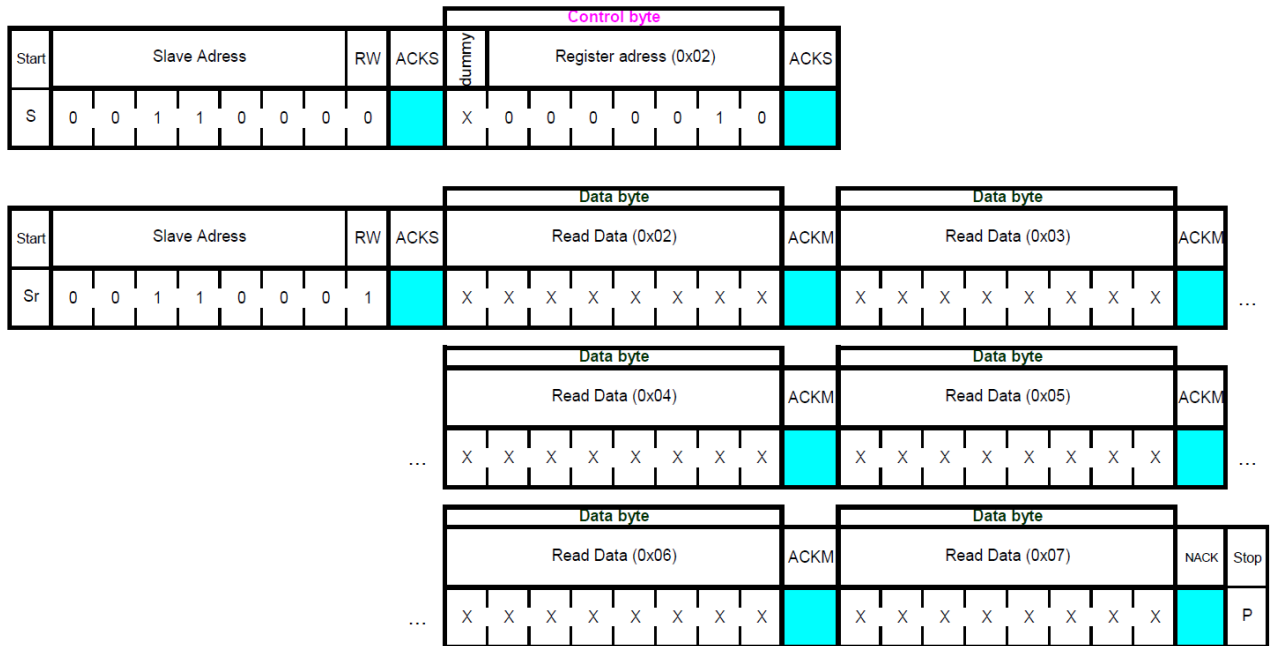 Control byte
Start Slave Adress RW ACKS dummy Register adress (0x02) ACKS
S 0 0 1 1 0 0 0 0 X 0 0 0 0 0 1 0
Data byte Data byte
Start Slave Adress RW ACKS Read Data (0x02) ACKM Read Data (0x03) ACKM
Sr 0 0 1 1 0 0 0 1 X X X X X X X X X X X X X X X X ...
Data byte Data byte
Read Data (0x04) ACKM Read Data (0x05) ACKM
... X X X X X X X X X X X X X X X X ...
Data byte Data byte
Read Data (0x06) ACKM Read Data (0x07) NACK Stop
... X X X X X X X X X X X X X X X X P